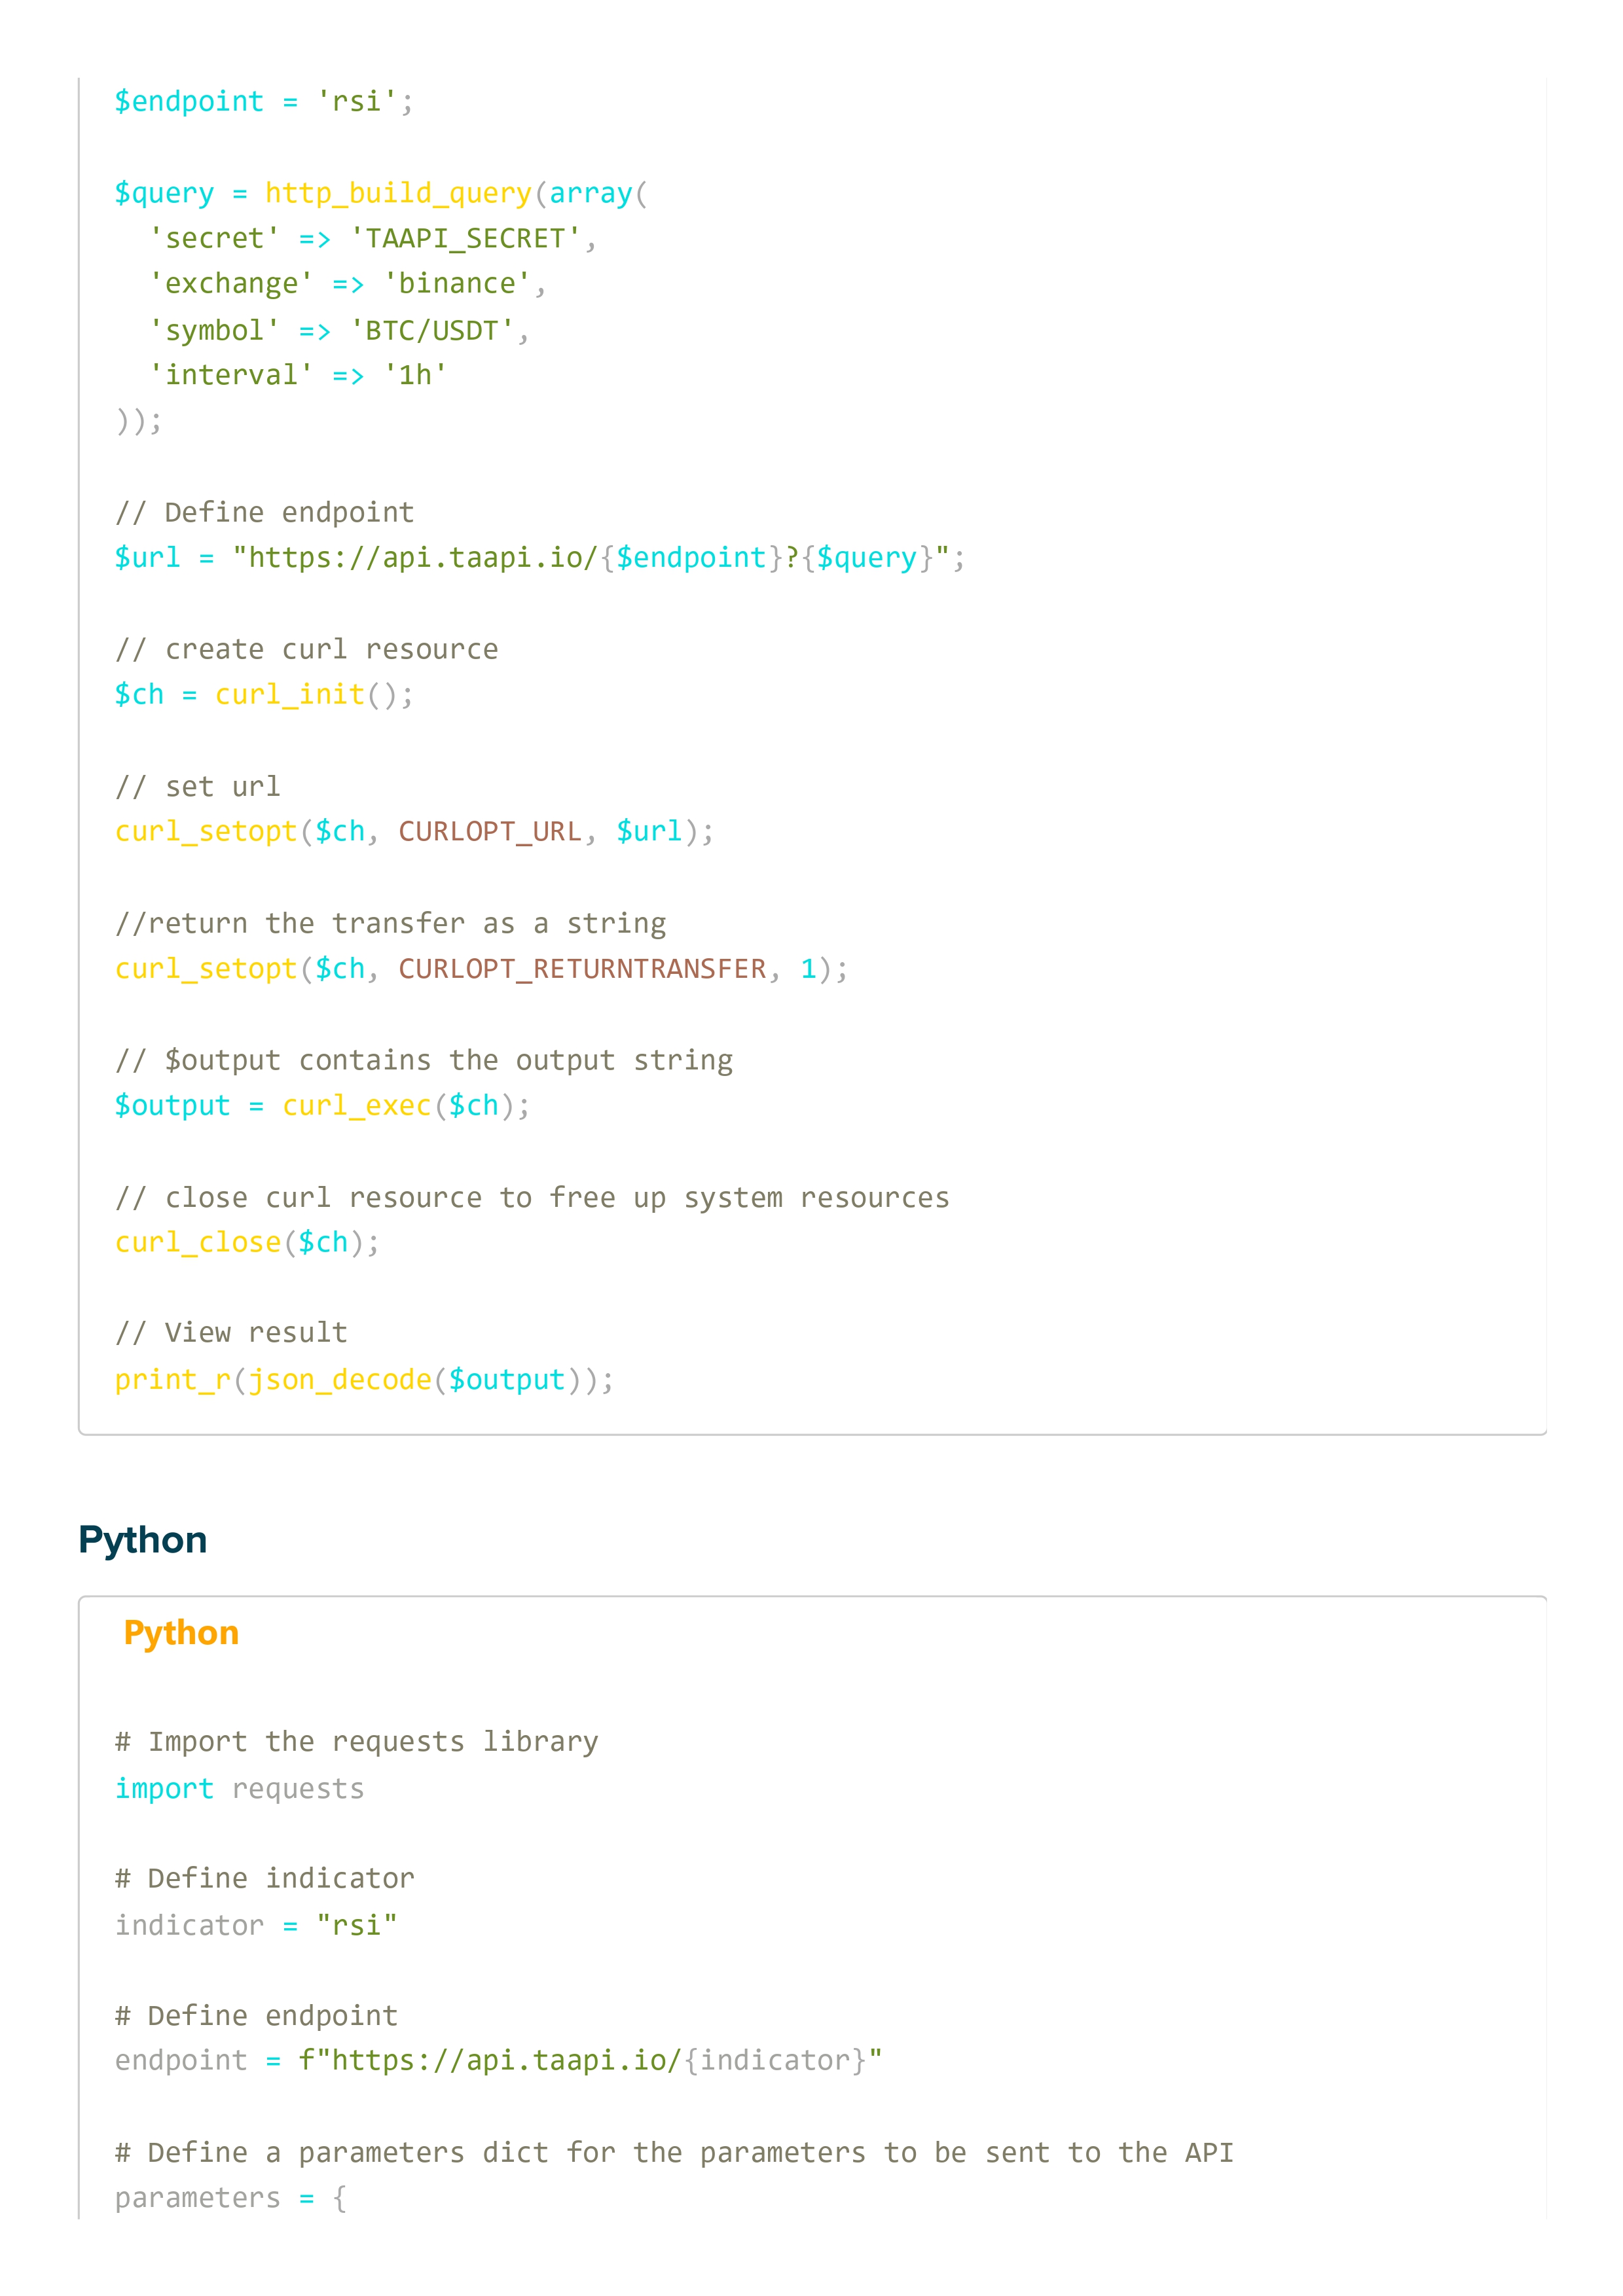 $endpoint = 'rsi';
$query = http_build_query(array(
  'secret' => 'TAAPI_SECRET',
  'exchange' => 'binance',
  'symbol' => 'BTC/USDT',
  'interval' => '1h'
));
// Define endpoint
$url = "https://api.taapi.io/{$endpoint}?{$query}";
// create curl resource
$ch = curl_init();
// set url
curl_setopt($ch, CURLOPT_URL, $url);
//return the transfer as a string
curl_setopt($ch, CURLOPT_RETURNTRANSFER, 1);
// $output contains the output string
$output = curl_exec($ch);
// close curl resource to free up system resources
curl_close($ch);
// View result
print_r(json_decode($output));
Python
Python
# Import the requests library
import requests
# Define indicator
indicator = "rsi"
# Define endpoint
endpoint = f"https://api.taapi.io/{indicator}"
# Define a parameters dict for the parameters to be sent to the API
parameters = {